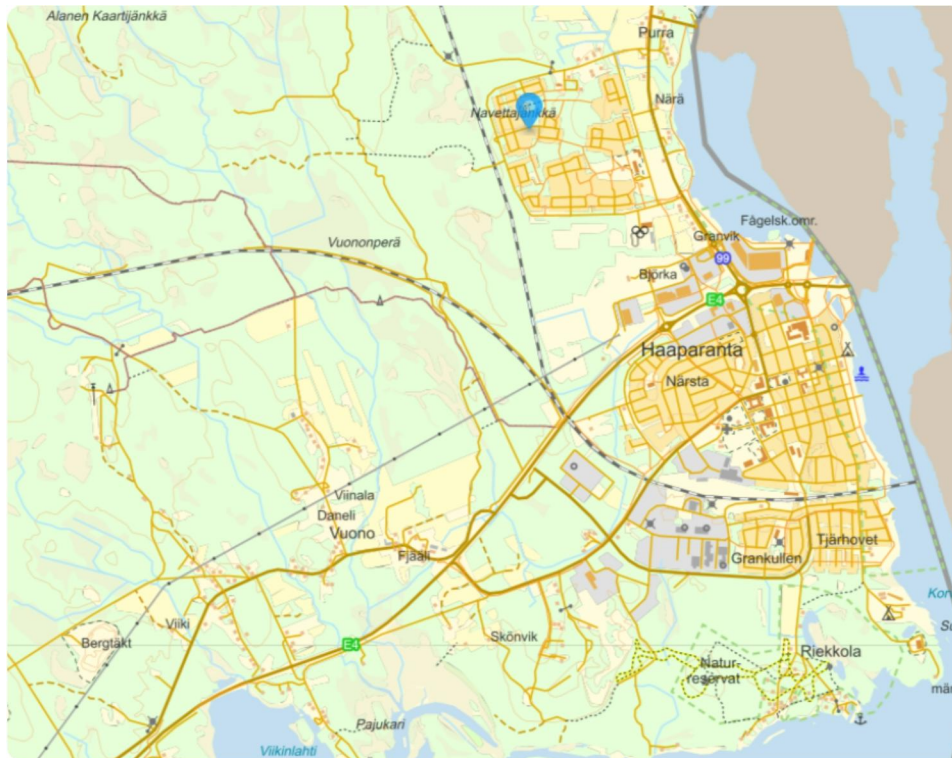 Alanen Kaartijänkkä
Purra
Navettajänkkä
Närä
Fågelsk.omr.
Vuononperä
Granvik
99
Björka
E4
Haaparanta
Närsta
Viinala
Daneli
Vuono
Fjääli
Grankullen
Tjärhovet
Viiki
Skönvik
E4
Bergtäkt
Riekkola
Natur-
reservat
Pajukari
Viikinlahti